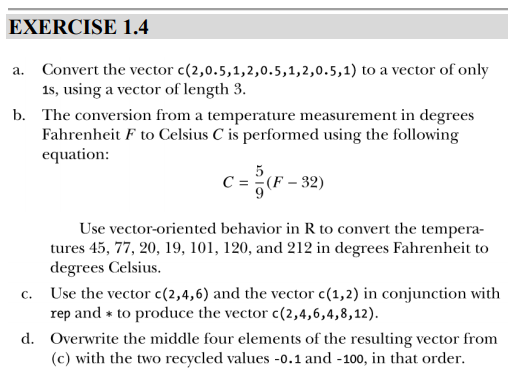 EXERCISE 1.4
a. Convert the vector c(2,0.5,1,2,0.5,1,2,0.5,1) to a vector of only
1s, using a vector of length 3.
b. The conversion from a temperature measurement in degrees
Fahrenheit F to Celsius C is performed using the following
equation:
C = 5/9 (F – 32)
Use vector-oriented behavior in R to convert the tempera-
tures 45, 77, 20, 19, 101, 120, and 212 in degrees Fahrenheit to
degrees Celsius.
c. Use the vector c(2,4,6) and the vector c(1,2) in conjunction with
rep and * to produce the vector c(2,4,6,4,8,12).
d. Overwrite the middle four elements of the resulting vector from
(c) with the two recycled values -0.1 and -100, in that order.